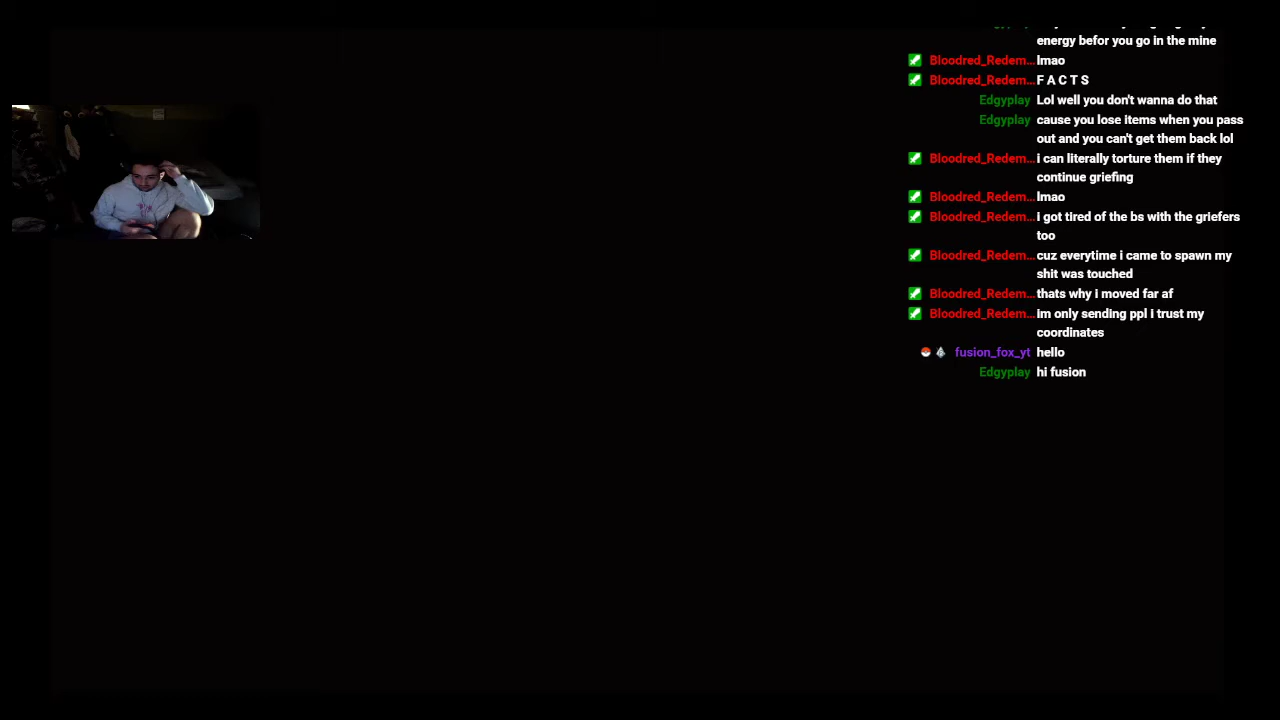 energy befor you go in the mine
Bloodred_Redem... lmao
Bloodred_Redem... F A C T S
Edgyplay Lol well you don't wanna do that
Edgyplay cause you lose items when you pass
out and you can't get them back lol
Bloodred_Redem... i can literally torture them if they
continue griefing
Bloodred_Redem... lmao
Bloodred_Redem... i got tired of the bs with the griefers
too
Bloodred_Redem... cuz everytime i came to spawn my
shit was touched
Bloodred_Redem... thats why i moved far af
Bloodred_Redem... im only sending ppl i trust my
coordinates
fusion_fox_yt hello
Edgyplay hi fusion